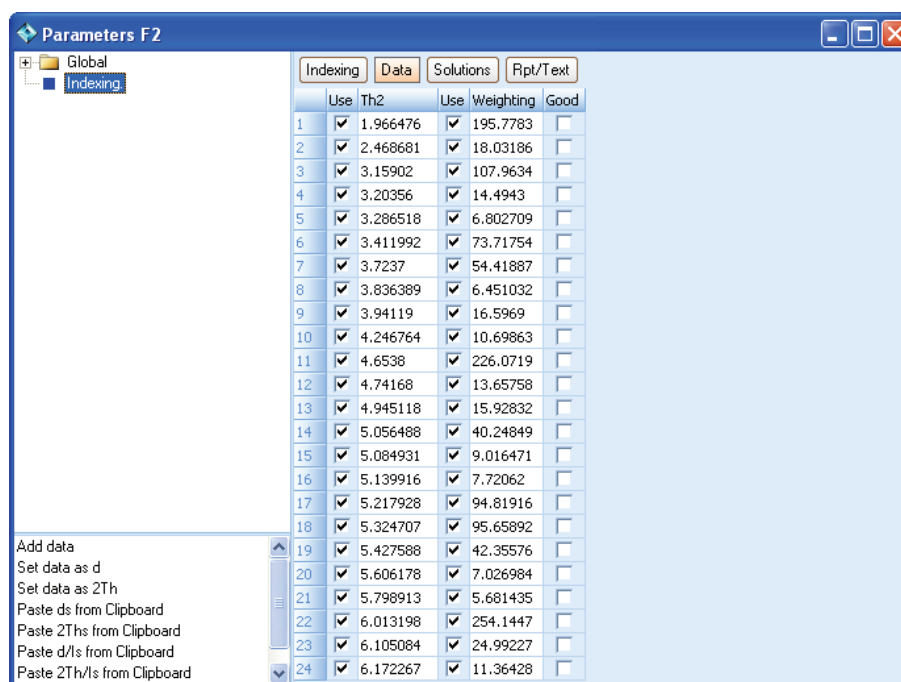 Parameters F2
Global
Indexing
Indexing Data Solutions Rpt/Text
Use Th2 Use Weighting Good
1 1.966476 195.7783
2 2.468681 18.03186
3 3.15902 107.9634
4 3.20356 14.4943
5 3.286518 6.802709
6 3.411992 73.71754
7 3.7237 54.41887
8 3.836389 6.451032
9 3.94119 16.5969
10 4.246764 10.69863
11 4.6538 226.0719
12 4.74168 13.65758
13 4.945118 15.92832
14 5.056488 40.24849
15 5.084931 9.016471
16 5.139916 7.72062
17 5.217928 94.81916
18 5.324707 95.65892
19 5.427588 42.35576
20 5.606178 7.026984
21 5.798913 5.681435
22 6.013198 254.1447
23 6.105084 24.99227
24 6.172267 11.36428
Add data
Set data as d
Set data as 2Th
Paste ds from Clipboard
Paste 2Ths from Clipboard
Paste d/Is from Clipboard
Paste 2Th/Is from Clipboard